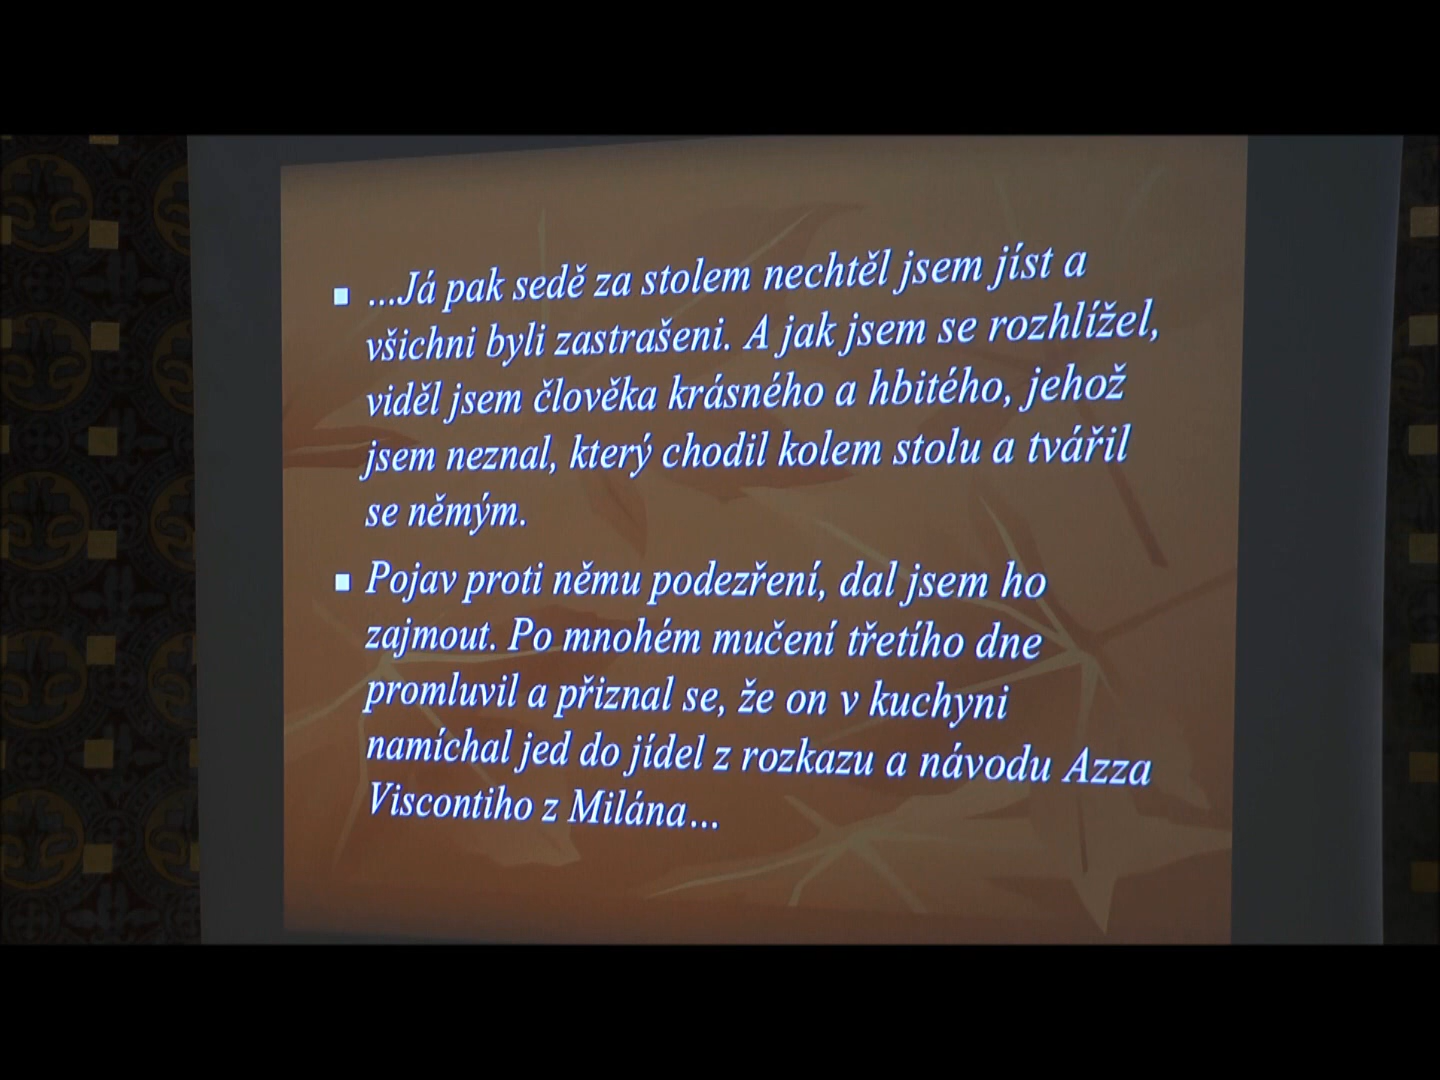 ...Já pak sedě za stolem nechtěl jsem jíst a
všichni byli zastrašeni. A jak jsem se rozhlížel,
viděl jsem člověka krásného a hbitého, jehož
jsem neznal, který chodil kolem stolu a tvářil
se němým.
Pojav proti němu podezření, dal jsem ho
zajmout. Po mnohém mučení třetího dne
promluvil a přiznal se, že on v kuchyni
namíchal jed do jídel z rozkazu a návodu Azza
Viscontiho z Milána...